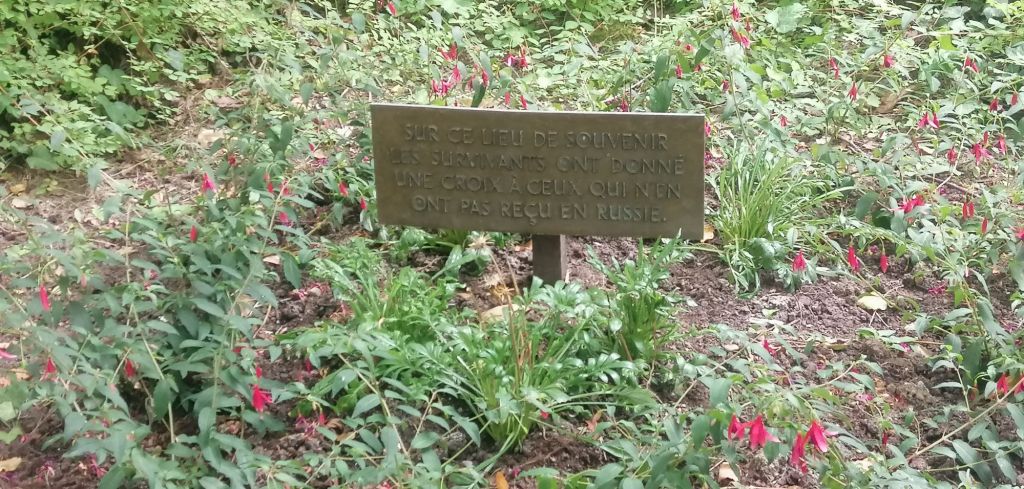 SUR CE LIEU DE SOUVENIR
LES SURVIVANTS ONT DONNÉ
UNE CROIX À CEUX QUI N'EN
ONT PAS REÇU EN RUSSIE.